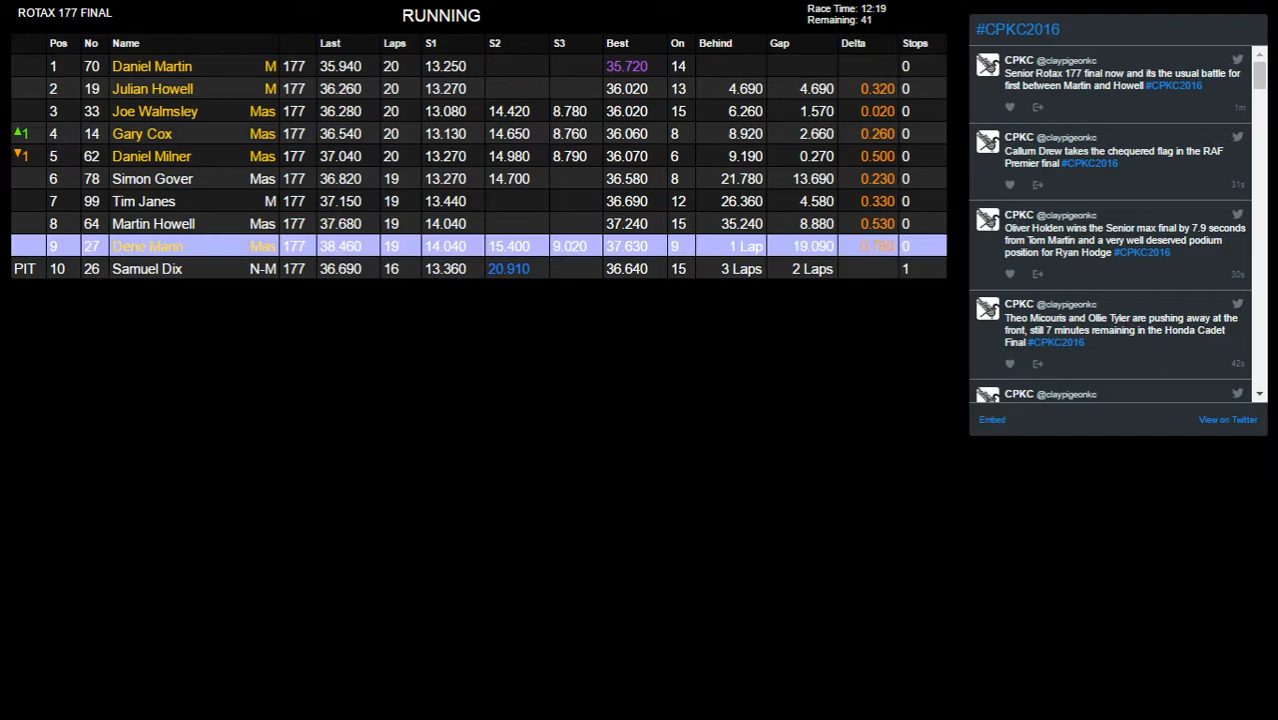 ROTAX 177 FINAL
RUNNING
Race Time: 12:19
Remaining: 41
Pos No Name Last Laps S1 S2 S3 Best On Behind Gap Delta Stops
1 70 Daniel Martin M 177 35.940 20 13.250 35.720 14 0
2 19 Julian Howell M 177 36.260 20 13.270 36.020 13 4.690 4.690 0.320 0
3 33 Joe Walmsley Mas 177 36.280 20 13.080 14.420 8.780 36.020 15 6.260 1.570 0.020 0
1 4 14 Gary Cox Mas 177 36.540 20 13.130 14.650 8.760 36.060 8 8.920 2.660 0.260 0
1 5 62 Daniel Milner Mas 177 37.040 20 13.270 14.980 8.790 36.070 6 9.190 0.270 0.500 0
6 78 Simon Gover Mas 177 36.820 19 13.270 14.700 36.580 8 21.780 13.690 0.230 0
7 99 Tim Janes M 177 37.150 19 13.440 36.690 12 26.360 4.580 0.330 0
8 64 Martin Howell Mas 177 37.680 19 14.040 37.240 15 35.240 8.880 0.530 0
9 27 Dene Mann Mas 177 38.460 19 14.040 15.400 9.020 37.630 9 1 Lap 19.090 0.780 0
PIT 10 26 Samuel Dix N-M 177 36.690 16 13.360 20.910 36.640 15 3 Laps 2 Laps 1
#CPKC2016
CPKC @claypigeonkc
Senior Rotax 177 final now and its the usual battle for
first between Martin and Howell #CPKC2016
1m
CPKC @claypigeonkc
Callum Drew takes the chequered flag in the RAF
Premier final #CPKC2016
31s
CPKC @claypigeonkc
Oliver Holden wins the Senior max final by 7.9 seconds
from Tom Martin and a very well deserved podium
position for Ryan Hodge #CPKC2016
30s
CPKC @claypigeonkc
Theo Micouris and Ollie Tyler are pushing away at the
front, still 7 minutes remaining in the Honda Cadet
Final #CPKC2016
42s
CPKC @claypigeonkc
Embed
View on Twitter